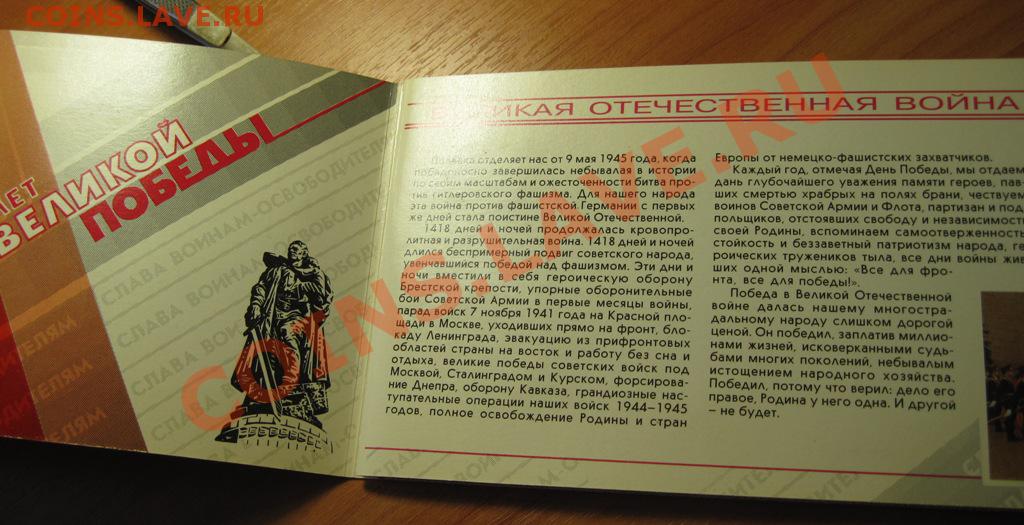 COINS.LAVE.RU
ЛЕТ
ВЕЛИКОЙ
ПОБЕДЫ
СЛАВА ВОИНАМ-ОСВОБОДИТЕЛЯМ
ВЕЛИКАЯ ОТЕЧЕСТВЕННАЯ ВОЙНА
Полвека отделяет нас от 9 мая 1945 года, когда
победоносно завершилась небывалая в истории
по своим масштабам и ожесточенности битва про-
тив гитлеровского фашизма. Для нашего народа
эта война против фашистской Германии с первых
же дней стала поистине Великой Отечественной.
1418 дней и ночей продолжалась кровопро-
литная и разрушительная война. 1418 дней и ночей
длился беспримерный подвиг советского народа,
увенчавшийся победой над фашизмом. Эти дни и
ночи вместили в себя героическую оборону
Брестской крепости, упорные оборонительные
бои Советской Армии в первые месяцы войны,
парад войск 7 ноября 1941 года на Красной пло-
щади в Москве, уходивших прямо на фронт, бло-
каду Ленинграда, эвакуацию из прифронтовых
областей страны на восток и работу без сна и
отдыха, великие победы советских войск под
Москвой, Сталинградом и Курском, форсирова-
ние Днепра, оборону Кавказа, грандиозные нас-
тупательные операции наших войск 1944–1945
годов, полное освобождение Родины и стран
Европы от немецко-фашистских захватчиков.
Каждый год, отмечая День Победы, мы отдаем
дань глубочайшего уважения памяти героев, пав-
ших смертью храбрых на полях брани, чествуем
воинов Советской Армии и Флота, партизан и под-
польщиков, отстоявших свободу и независимость
своей Родины, вспоминаем самоотверженность,
стойкость и беззаветный патриотизм народа, ге-
роических тружеников тыла, все дни войны жив-
ших одной мыслью: «Все для фро-
нта, все для победы!».
Победа в Великой Отечественной
войне далась нашему многостра-
дальному народу слишком дорогой
ценой. Он победил, заплатив миллио-
нами жизней, исковерканными судь-
бами многих поколений, небывалым
истощением народного хозяйства.
Победил, потому что верил: дело его
правое, Родина у него одна. И другой
– не будет.
COINS.LAVE.RU